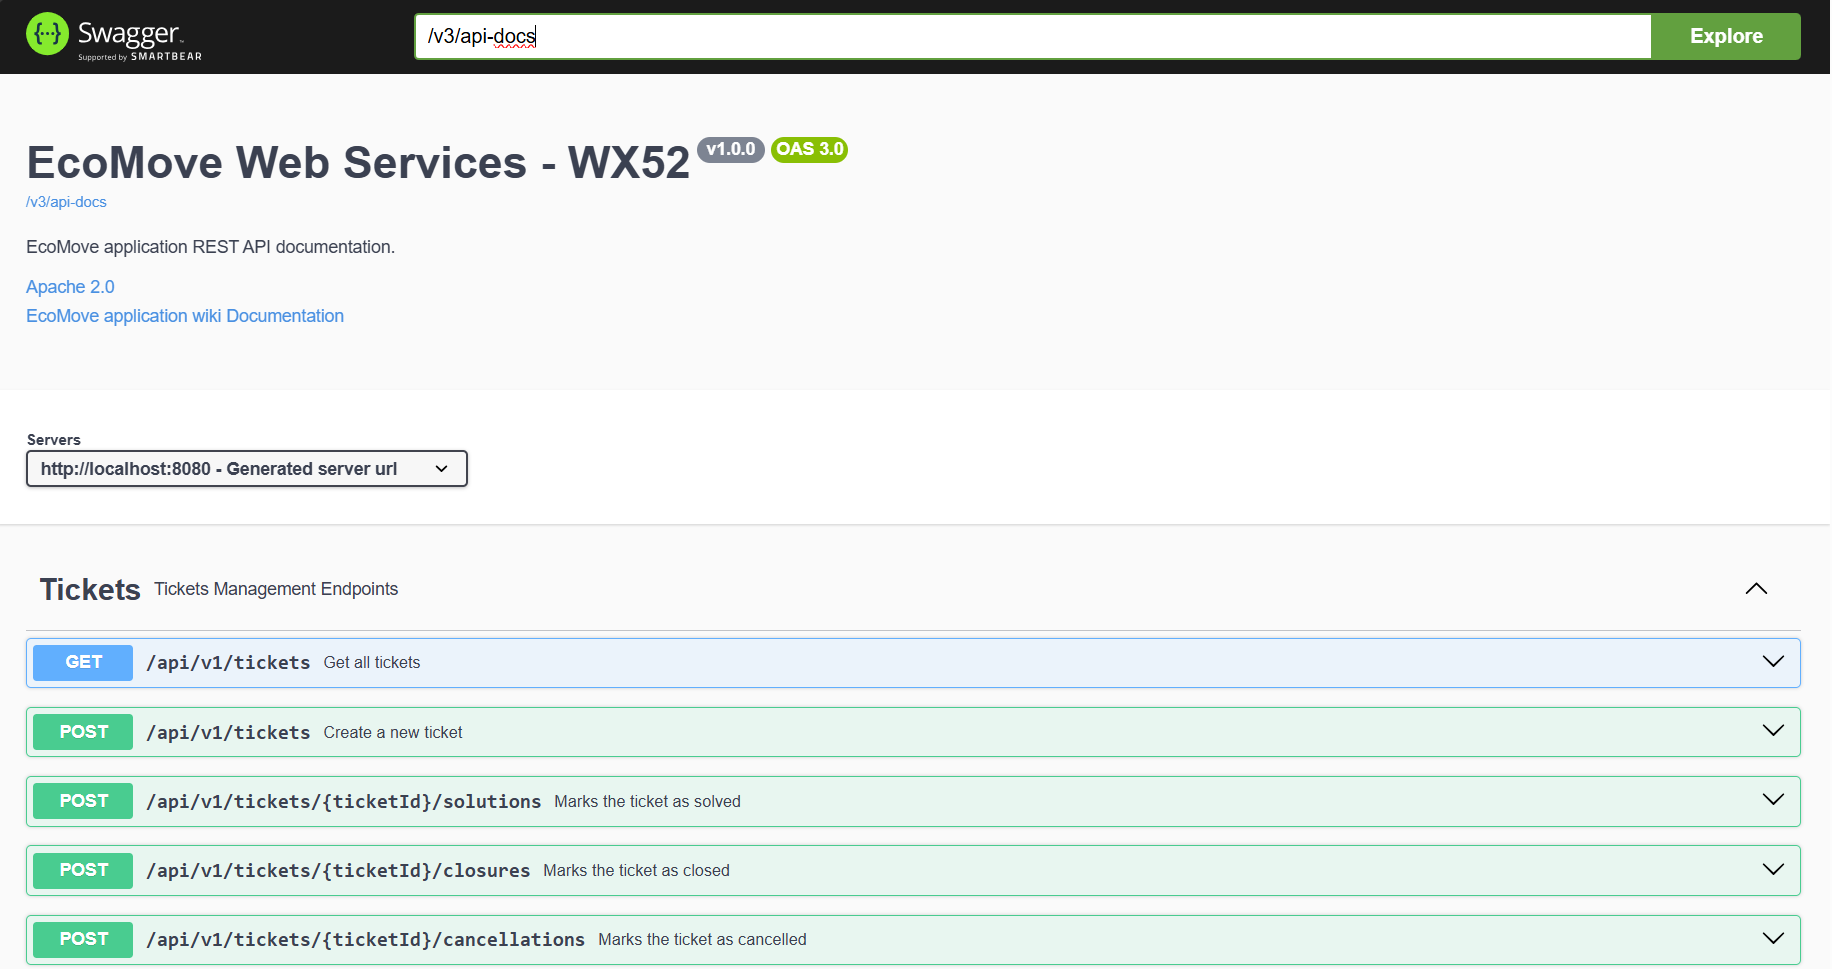 Swagger
Supported by SMARTBEAR
/v3/api-docs
Explore
EcoMove Web Services - WX52 v1.0.0 OAS 3.0
/v3/api-docs
EcoMove application REST API documentation.
Apache 2.0
EcoMove application wiki Documentation
Servers
http://localhost:8080 - Generated server url
Tickets Tickets Management Endpoints
GET /api/v1/tickets Get all tickets
POST /api/v1/tickets Create a new ticket
POST /api/v1/tickets/{ticketId}/solutions Marks the ticket as solved
POST /api/v1/tickets/{ticketId}/closures Marks the ticket as closed
POST /api/v1/tickets/{ticketId}/cancellations Marks the ticket as cancelled